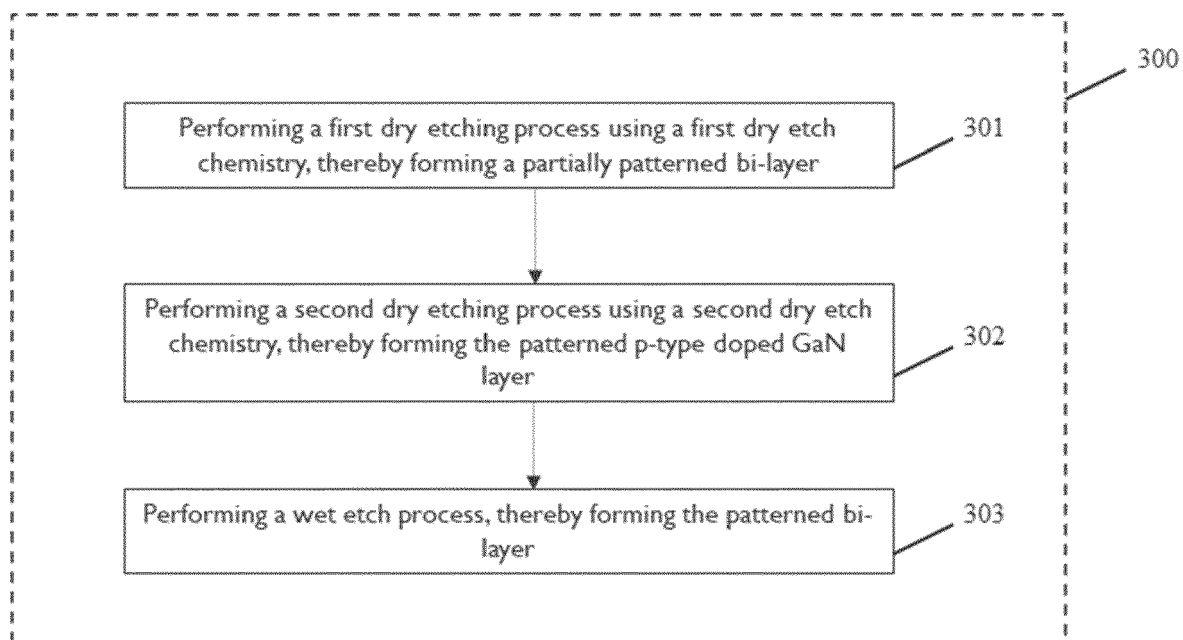 300
Performing a first dry etching process using a first dry etch
chemistry, thereby forming a partially patterned bi-layer
301
Performing a second dry etching process using a second dry etch
chemistry, thereby forming the patterned p-type doped GaN
layer
302
Performing a wet etch process, thereby forming the patterned bi-
layer
303